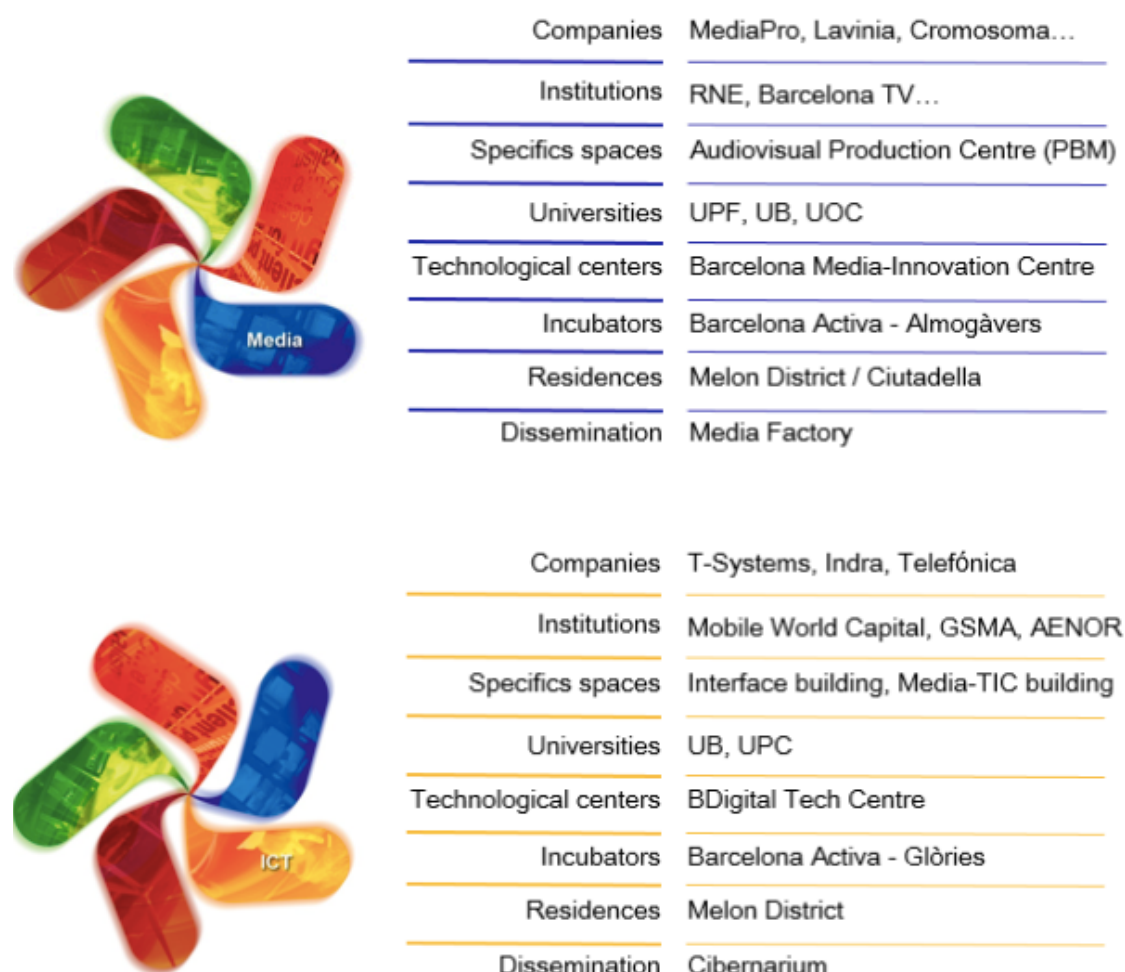 Companies MediaPro, Lavinia, Cromosoma...
Institutions RNE, Barcelona TV...
Specifics spaces Audiovisual Production Centre (PBM)
Universities UPF, UB, UOC
Technological centers Barcelona Media-Innovation Centre
Media
Incubators Barcelona Activa - Almogàvers
Residences Melon District / Ciutadella
Dissemination Media Factory
Companies T-Systems, Indra, Telefónica
Institutions Mobile World Capital, GSMA, AENOR
Specifics spaces Interface building, Media-TIC building
Universities UB, UPC
Technological centers BDigital Tech Centre
ICT
Incubators Barcelona Activa - Glòries
Residences Melon District
Dissemination Cibernarium